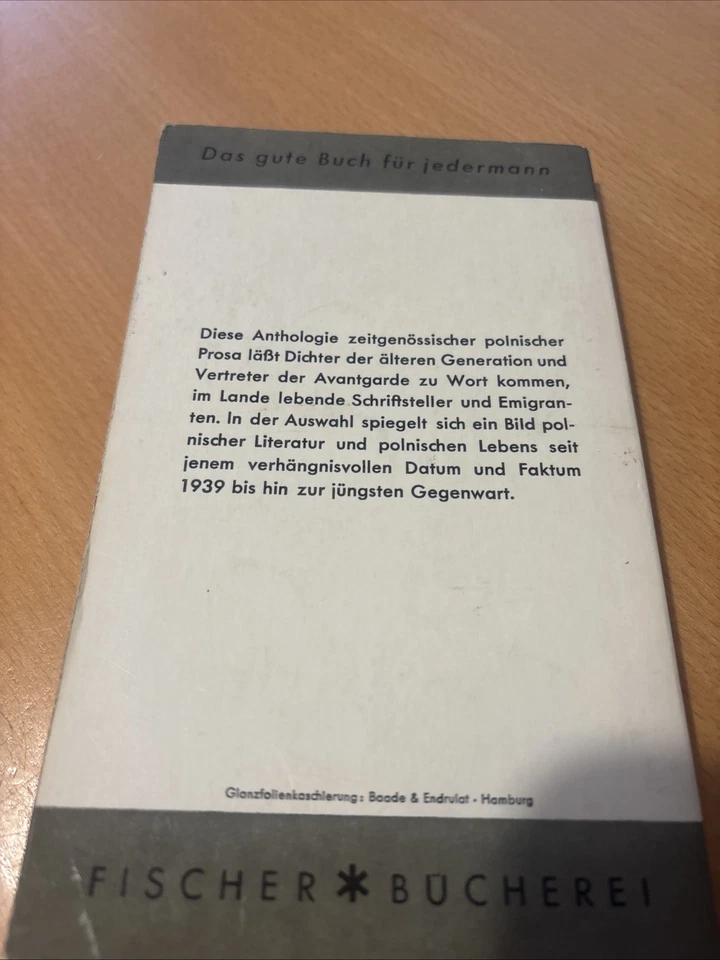 Das gute Buch für jedermann
Diese Anthologie zeitgenössischer polnischer
Prosa läßt Dichter der älteren Generation und
Vertreter der Avantgarde zu Wort kommen,
im Lande lebende Schriftsteller und Emigran-
ten. In der Auswahl spiegelt sich ein Bild pol-
nischer Literatur und polnischen Lebens seit
jenem verhängnisvollen Datum und Faktum
1939 bis hin zur jüngsten Gegenwart.
Glanzfolienkaschierung: Baade & Endrulat · Hamburg
FISCHER * BÜCHEREI